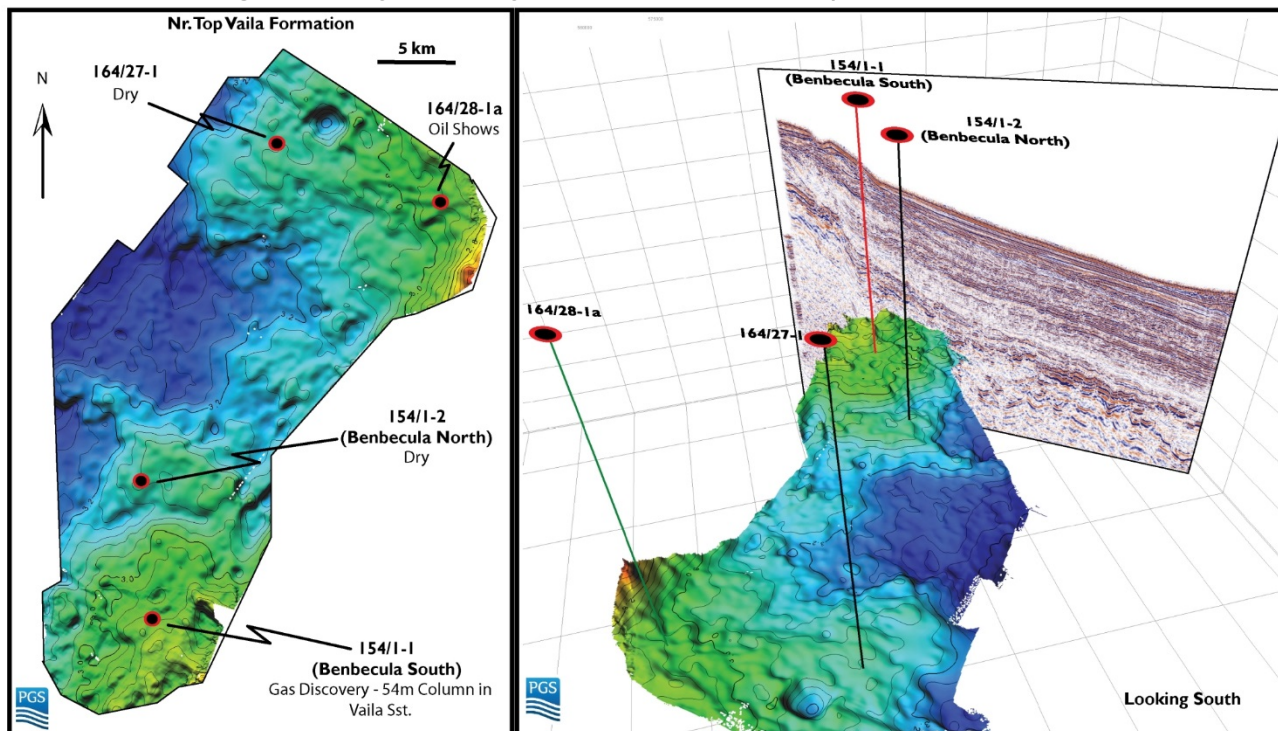 Nr. Top Vaila Formation
5 km
N
164/27-1
Dry
164/28-1a
Oil Shows
154/1-2
(Benbecula North)
Dry
154/1-1
(Benbecula South)
Gas Discovery - 54m Column in
Vaila Sst.
PGS
154/1-1
(Benbecula South)
154/1-2
(Benbecula North)
164/28-1a
164/27-1
PGS
Looking South